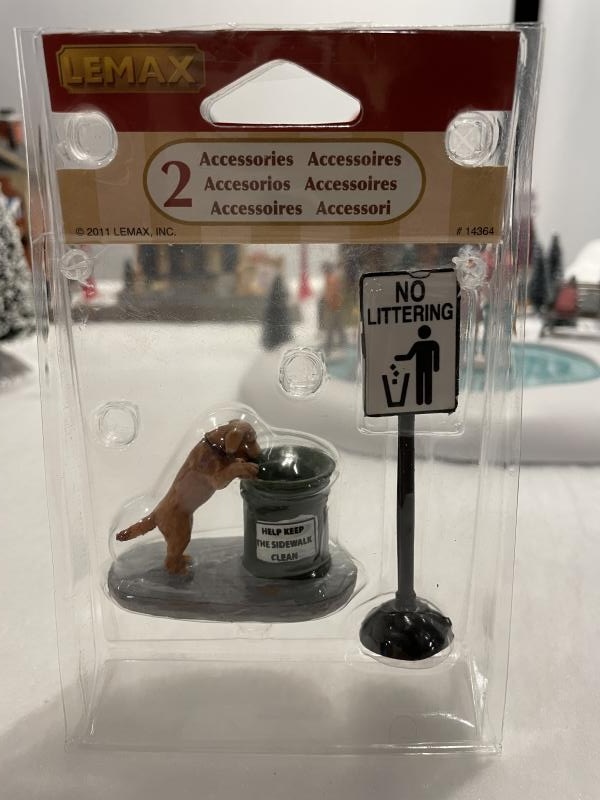 LEMAX
2 Accessories Accessoires
Accesorios Accessoires
Accessoires Accessori
© 2011 LEMAX, INC.
# 14364
NO
LITTERING
HELP KEEP
THE SIDEWALK
CLEAN